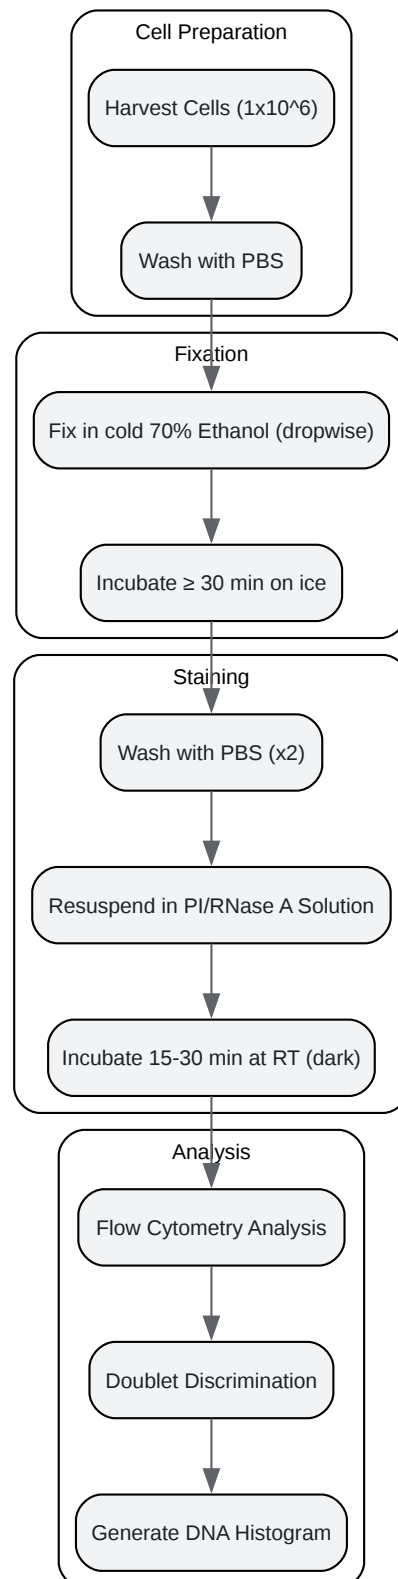 Cell Preparation
Harvest Cells (1x10^6)
Wash with PBS
Fixation
Fix in cold 70% Ethanol (dropwise)
Incubate ≥ 30 min on ice
Staining
Wash with PBS (x2)
Resuspend in PI/RNase A Solution
Incubate 15-30 min at RT (dark)
Analysis
Flow Cytometry Analysis
Doublet Discrimination
Generate DNA Histogram